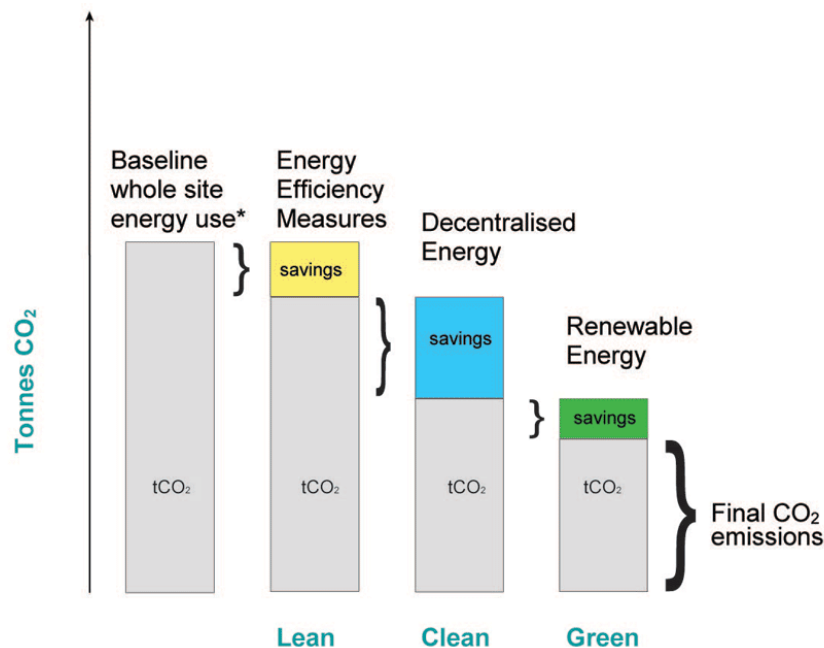 Baseline
whole site
energy use*
Energy
Efficiency
Measures
Decentralised
Energy
Renewable
Energy
savings
savings
savings
Tonnes CO₂
tCO₂
tCO₂
tCO₂
tCO₂
Final CO₂
emissions
Lean
Clean
Green